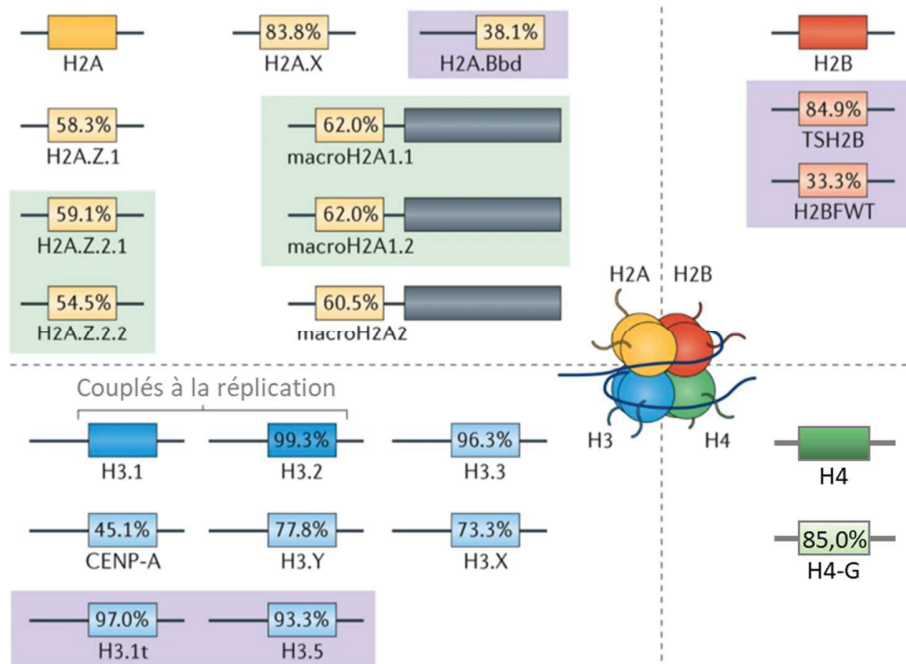 83.8%
38.1%
H2A
H2A.X
H2A.Bbd
H2B
58.3%
H2A.Z.1
62.0%
macroH2A1.1
84.9%
TSH2B
33.3%
H2BFWT
59.1%
H2A.Z.2.1
62.0%
macroH2A1.2
54.5%
H2A.Z.2.2
60.5%
macroH2A2
H2A
H2B
H3
H4
Couplés à la réplication
99.3%
96.3%
H3.1
H3.2
H3.3
45.1%
77.8%
73.3%
CENP-A
H3.Y
H3.X
97.0%
93.3%
H3.1t
H3.5
H4
85,0%
H4-G